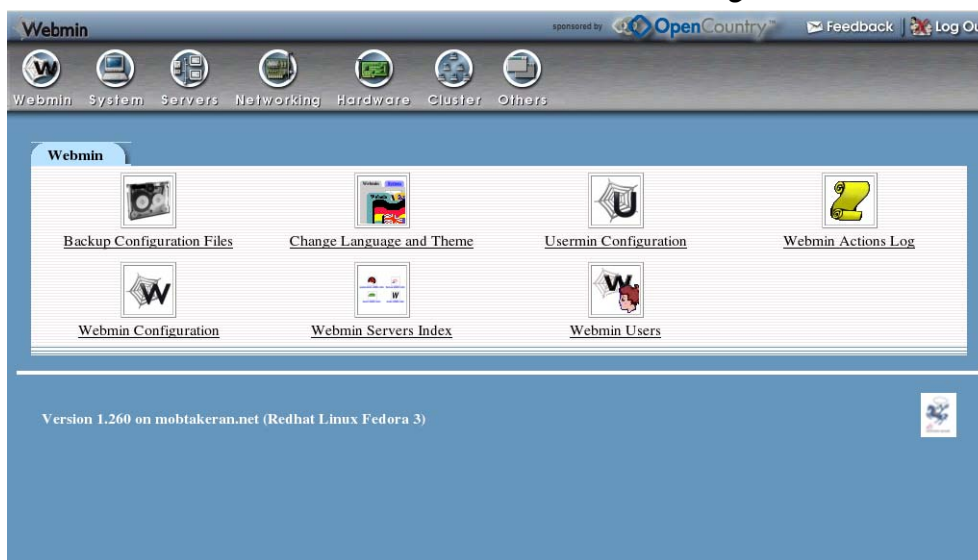 Webmin
sponsored by OpenCountry™ Feedback Log Ou
Webmin System Servers Networking Hardware Cluster Others
Webmin
Backup Configuration Files Change Language and Theme Usermin Configuration Webmin Actions Log
Webmin Configuration Webmin Servers Index Webmin Users
Version 1.260 on mobtakeran.net (Redhat Linux Fedora 3)